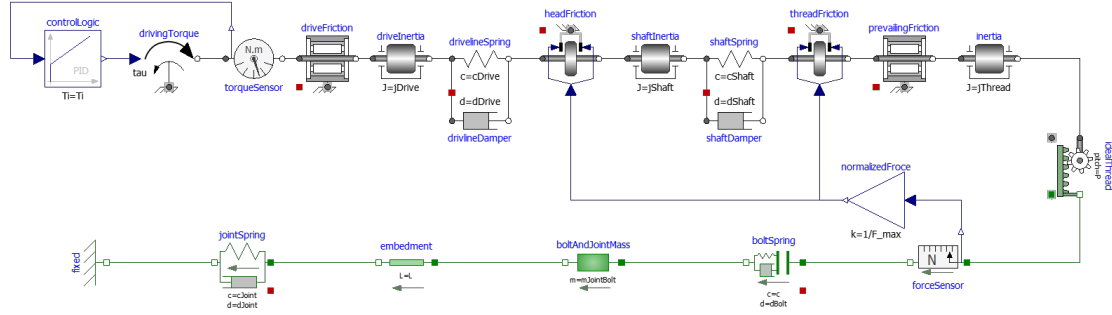 controlLogic
PID
Ti=Ti
drivingTorque
tau
N.m
torqueSensor
driveFriction
driveInertia
J=jDrive
drivelineSpring
c=cDrive
d=dDrive
drivlineDamper
headFriction
shaftInertia
J=jShaft
shaftSpring
c=cShaft
d=dShaft
shaftDamper
threadFriction
prevailingFriction
inertia
J=jThread
idealThread
pitch=P
normalizedFroce
k=1/F_max
fixed
jointSpring
c=cJoint
d=dJoint
embedment
L=L
boltAndJointMass
m=mJointBolt
boltSpring
c=c
d=dBolt
N
forceSensor